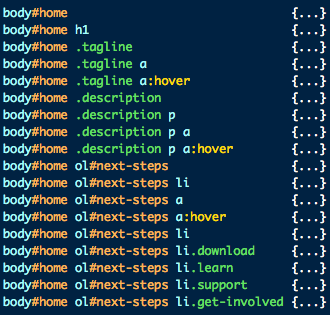 body#home {...}
body#home h1 {...}
body#home .tagline {...}
body#home .tagline a {...}
body#home .tagline a:hover {...}
body#home .description {...}
body#home .description p {...}
body#home .description p a {...}
body#home .description p a:hover {...}
body#home ol#next-steps {...}
body#home ol#next-steps li {...}
body#home ol#next-steps a {...}
body#home ol#next-steps a:hover {...}
body#home ol#next-steps li {...}
body#home ol#next-steps li.download {...}
body#home ol#next-steps li.learn {...}
body#home ol#next-steps li.support {...}
body#home ol#next-steps li.get-involved {...}